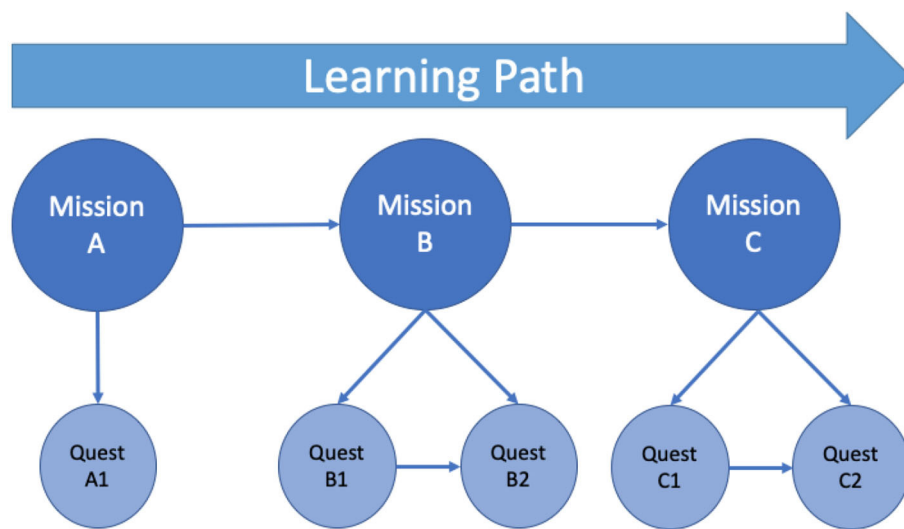 Learning Path
Mission
A
Mission
B
Mission
C
Quest
A1
Quest
B1
Quest
B2
Quest
C1
Quest
C2